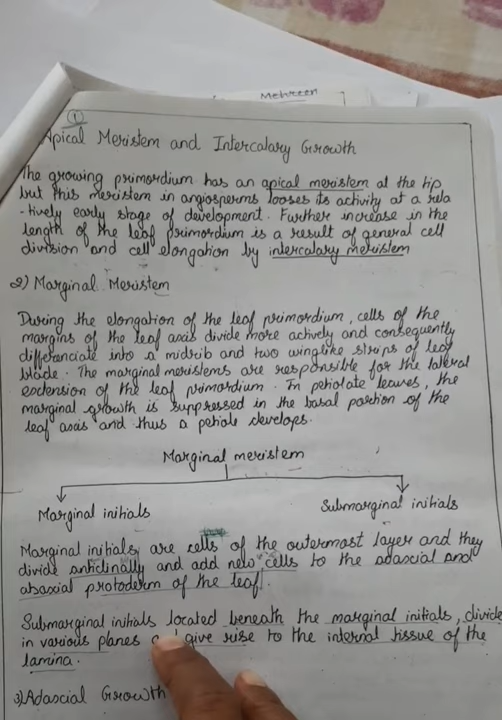 Mehreen
①
Apical Meristem and Intercalary Growth
The growing primordium has an apical meristem at the tip
but this meristem in angiosperms looses its activity at a rela
-tively early stage of development. Further increase in the
length of the leaf primordium is a result of general cell
division and cell elongation by intercalary meristem
2) Marginal Meristem
During the elongation of the leaf primordium, cells of the
margins of the leaf axis divide more actively and consequently
differenciate into a midrib and two winglike strips of leaf
blade. The marginal meristems are responsible for the lateral
extension of the leaf primordium. In petiolate leaves, the
marginal growth is suppressed in the basal portion of the
leaf axis and thus a petiole develops.
Marginal meristem
Marginal initials
Submarginal initials
Marginal initials are cells of the outermost layer and they
divide anticlinally and add new cells to the adaxial and
abaxial protoderm of the leaf.
Submarginal initials located beneath the marginal initials, divide
in various planes give rise to the internal tissue of the
lamina.
3) Adaxial Growth